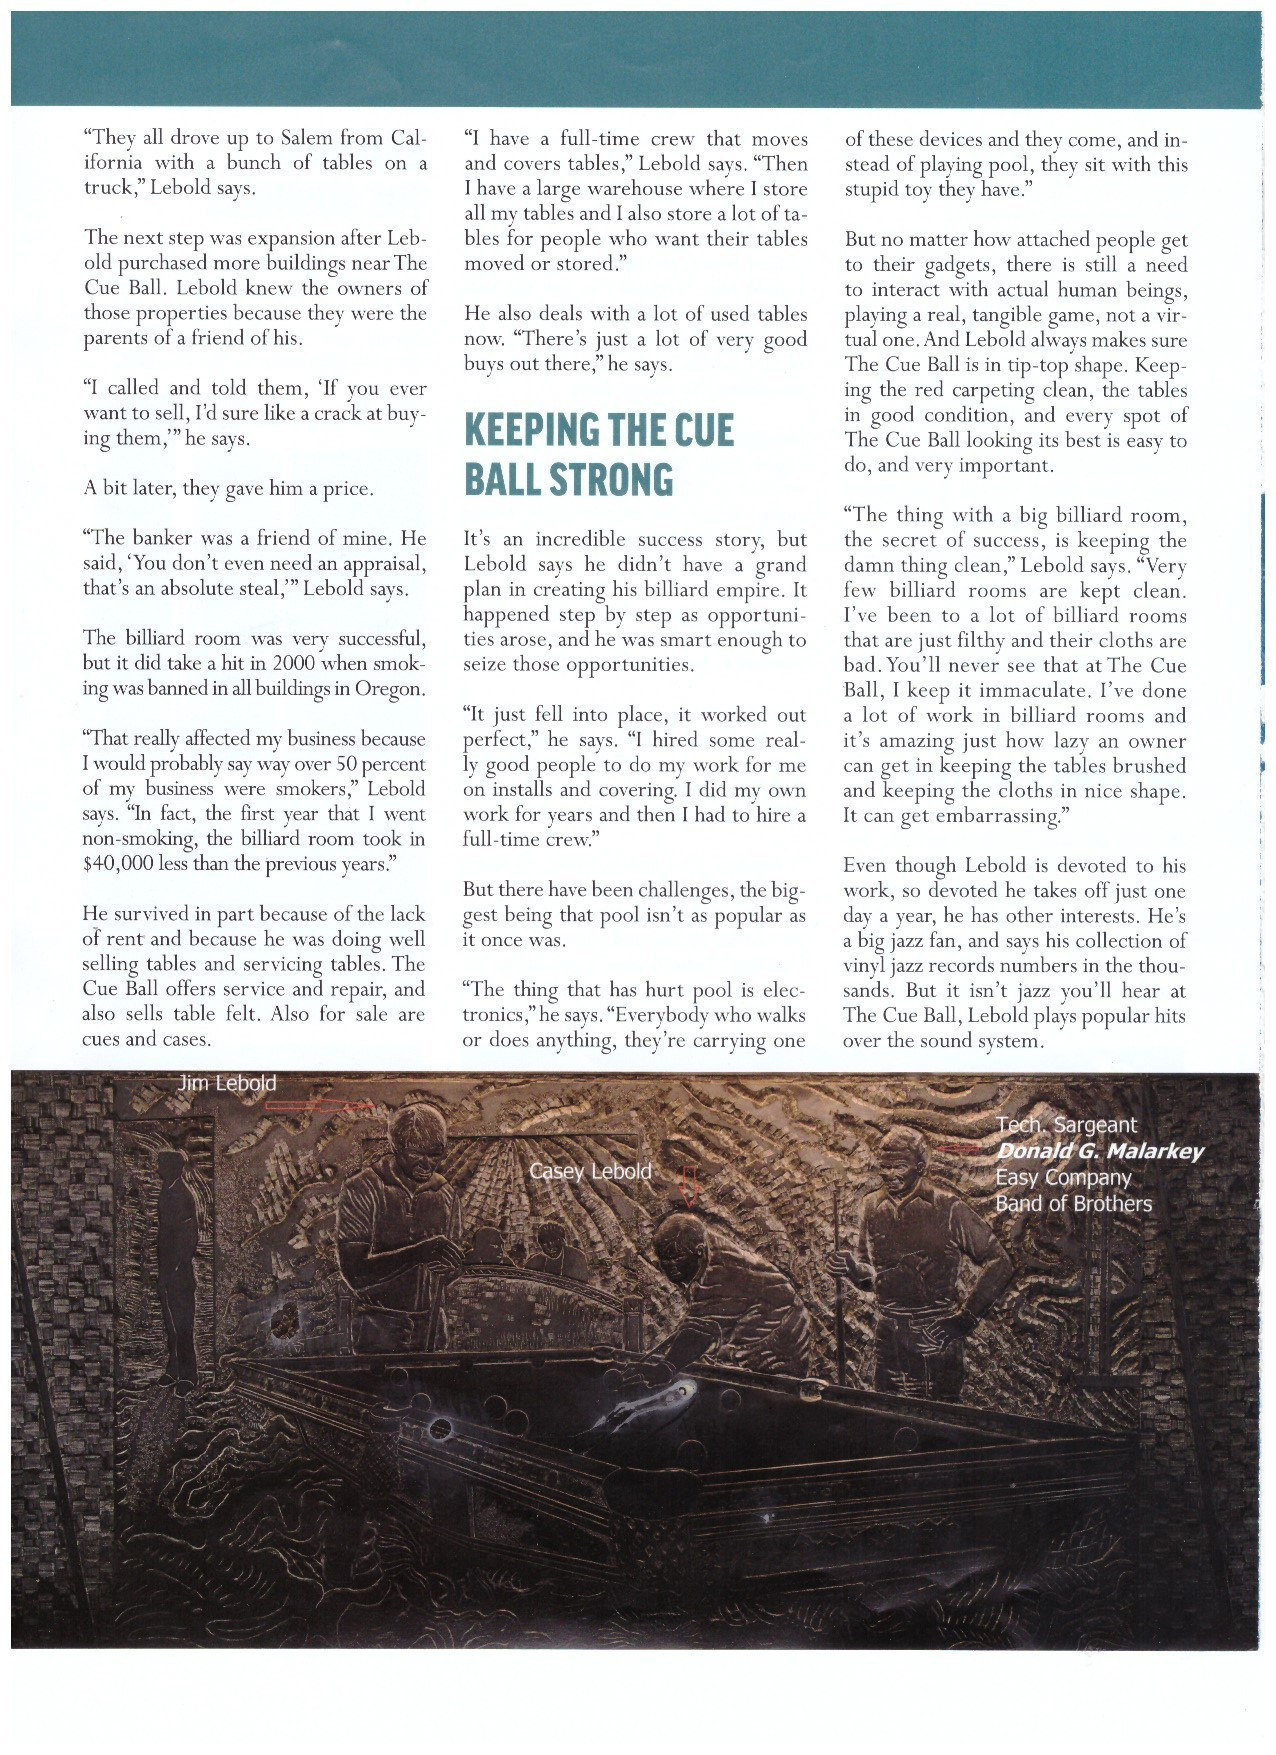 “They all drove up to Salem from Cal-
ifornia with a bunch of tables on a
truck,” Lebold says.
The next step was expansion after Leb-
old purchased more buildings near The
Cue Ball. Lebold knew the owners of
those properties because they were the
parents of a friend of his.
“I called and told them, ‘If you ever
want to sell, I’d sure like a crack at buy-
ing them,’” he says.
A bit later, they gave him a price.
“The banker was a friend of mine. He
said, ‘You don’t even need an appraisal,
that’s an absolute steal,’” Lebold says.
The billiard room was very successful,
but it did take a hit in 2000 when smok-
ing was banned in all buildings in Oregon.
“That really affected my business because
I would probably say way over 50 percent
of my business were smokers,” Lebold
says. “In fact, the first year that I went
non-smoking, the billiard room took in
$40,000 less than the previous years.”
He survived in part because of the lack
of rent and because he was doing well
selling tables and servicing tables. The
Cue Ball offers service and repair, and
also sells table felt. Also for sale are
cues and cases.
“I have a full-time crew that moves
and covers tables,” Lebold says. “Then
I have a large warehouse where I store
all my tables and I also store a lot of ta-
bles for people who want their tables
moved or stored.”
He also deals with a lot of used tables
now. “There’s just a lot of very good
buys out there,” he says.
KEEPING THE CUE
BALL STRONG
It’s an incredible success story, but
Lebold says he didn’t have a grand
plan in creating his billiard empire. It
happened step by step as opportuni-
ties arose, and he was smart enough to
seize those opportunities.
“It just fell into place, it worked out
perfect,” he says. “I hired some real-
ly good people to do my work for me
on installs and covering. I did my own
work for years and then I had to hire a
full-time crew.”
But there have been challenges, the big-
gest being that pool isn’t as popular as
it once was.
“The thing that has hurt pool is elec-
tronics,” he says. “Everybody who walks
or does anything, they’re carrying one
of these devices and they come, and in-
stead of playing pool, they sit with this
stupid toy they have.”
But no matter how attached people get
to their gadgets, there is still a need
to interact with actual human beings,
playing a real, tangible game, not a vir-
tual one. And Lebold always makes sure
The Cue Ball is in tip-top shape. Keep-
ing the red carpeting clean, the tables
in good condition, and every spot of
The Cue Ball looking its best is easy to
do, and very important.
“The thing with a big billiard room,
the secret of success, is keeping the
damn thing clean,” Lebold says. “Very
few billiard rooms are kept clean.
I’ve been to a lot of billiard rooms
that are just filthy and their cloths are
bad. You’ll never see that at The Cue
Ball, I keep it immaculate. I’ve done
a lot of work in billiard rooms and
it’s amazing just how lazy an owner
can get in keeping the tables brushed
and keeping the cloths in nice shape.
It can get embarrassing.”
Even though Lebold is devoted to his
work, so devoted he takes off just one
day a year, he has other interests. He’s
a big jazz fan, and says his collection of
vinyl jazz records numbers in the thou-
sands. But it isn’t jazz you’ll hear at
The Cue Ball, Lebold plays popular hits
over the sound system.
Jim Lebold
Casey Lebold
Tech. Sargeant
Donald G. Malarkey
Easy Company
Band of Brothers